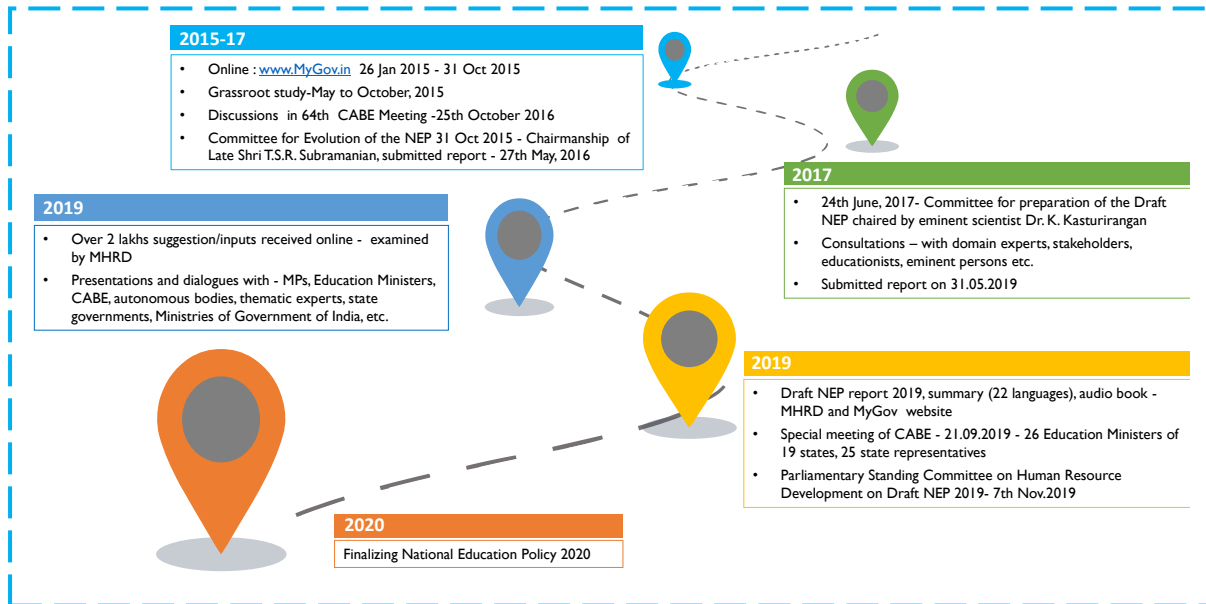 2015-17
• Online : www.MyGov.in 26 Jan 2015 - 31 Oct 2015
• Grassroot study-May to October, 2015
• Discussions in 64th CABE Meeting -25th October 2016
• Committee for Evolution of the NEP 31 Oct 2015 - Chairmanship of
Late Shri T.S.R. Subramanian, submitted report - 27th May, 2016
2017
• 24th June, 2017- Committee for preparation of the Draft
NEP chaired by eminent scientist Dr. K. Kasturirangan
• Consultations – with domain experts, stakeholders,
educationists, eminent persons etc.
• Submitted report on 31.05.2019
2019
• Over 2 lakhs suggestion/inputs received online - examined
by MHRD
• Presentations and dialogues with - MPs, Education Ministers,
CABE, autonomous bodies, thematic experts, state
governments, Ministries of Government of India, etc.
2019
• Draft NEP report 2019, summary (22 languages), audio book -
MHRD and MyGov website
• Special meeting of CABE - 21.09.2019 - 26 Education Ministers of
19 states, 25 state representatives
• Parliamentary Standing Committee on Human Resource
Development on Draft NEP 2019- 7th Nov.2019
2020
Finalizing National Education Policy 2020